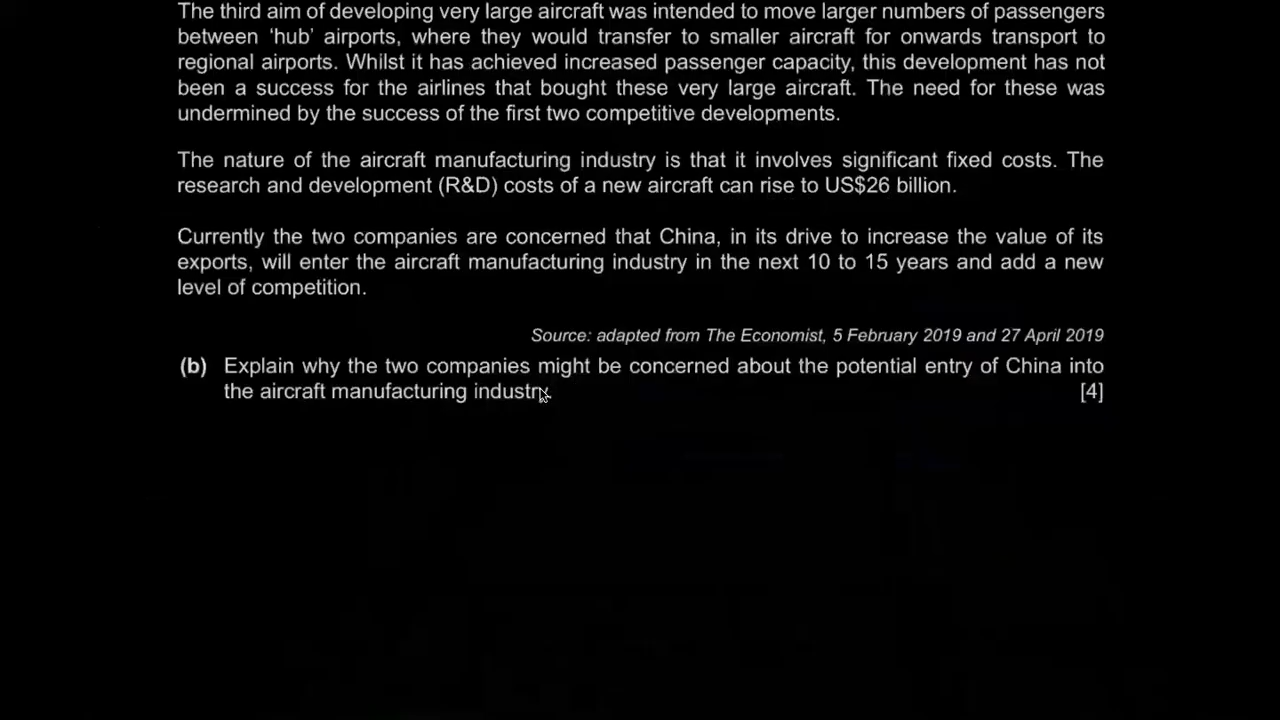 The third aim of developing very large aircraft was intended to move larger numbers of passengers
between ‘hub’ airports, where they would transfer to smaller aircraft for onwards transport to
regional airports. Whilst it has achieved increased passenger capacity, this development has not
been a success for the airlines that bought these very large aircraft. The need for these was
undermined by the success of the first two competitive developments.
The nature of the aircraft manufacturing industry is that it involves significant fixed costs. The
research and development (R&D) costs of a new aircraft can rise to US$26 billion.
Currently the two companies are concerned that China, in its drive to increase the value of its
exports, will enter the aircraft manufacturing industry in the next 10 to 15 years and add a new
level of competition.
Source: adapted from The Economist, 5 February 2019 and 27 April 2019
(b) Explain why the two companies might be concerned about the potential entry of China into
the aircraft manufacturing industry. [4]